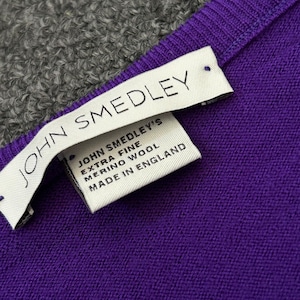 JOHN SMEDLEY
JOHN SMEDLEY'S
EXTRA FINE
MERINO WOOL
MADE IN ENGLAND